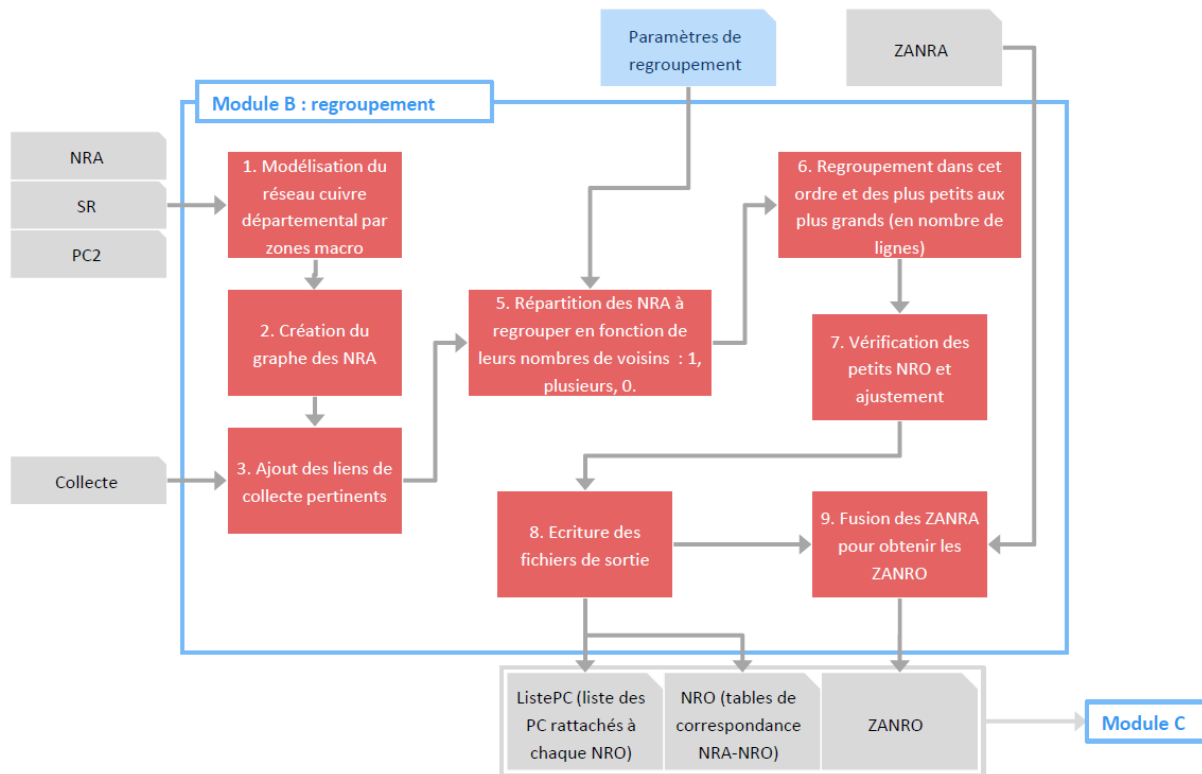 Paramètres de
regroupement
ZANRA
Module B : regroupement
NRA
SR
PC2
1. Modélisation du
réseau cuivre
départemental par
zones macro
6. Regroupement dans cet
ordre et des plus petits aux
plus grands (en nombre de
lignes)
2. Création du
graphe des NRA
5. Répartition des NRA à
regrouper en fonction de
leurs nombres de voisins : 1,
plusieurs, 0.
7. Vérification des
petits NRO et
ajustement
Collecte
3. Ajout des liens de
collecte pertinents
8. Ecriture des
fichiers de sortie
9. Fusion des ZANRA
pour obtenir les
ZANRO
ListePC (liste des
PC rattachés à
chaque NRO)
NRO (tables de
correspondance
NRA-NRO)
ZANRO
Module C